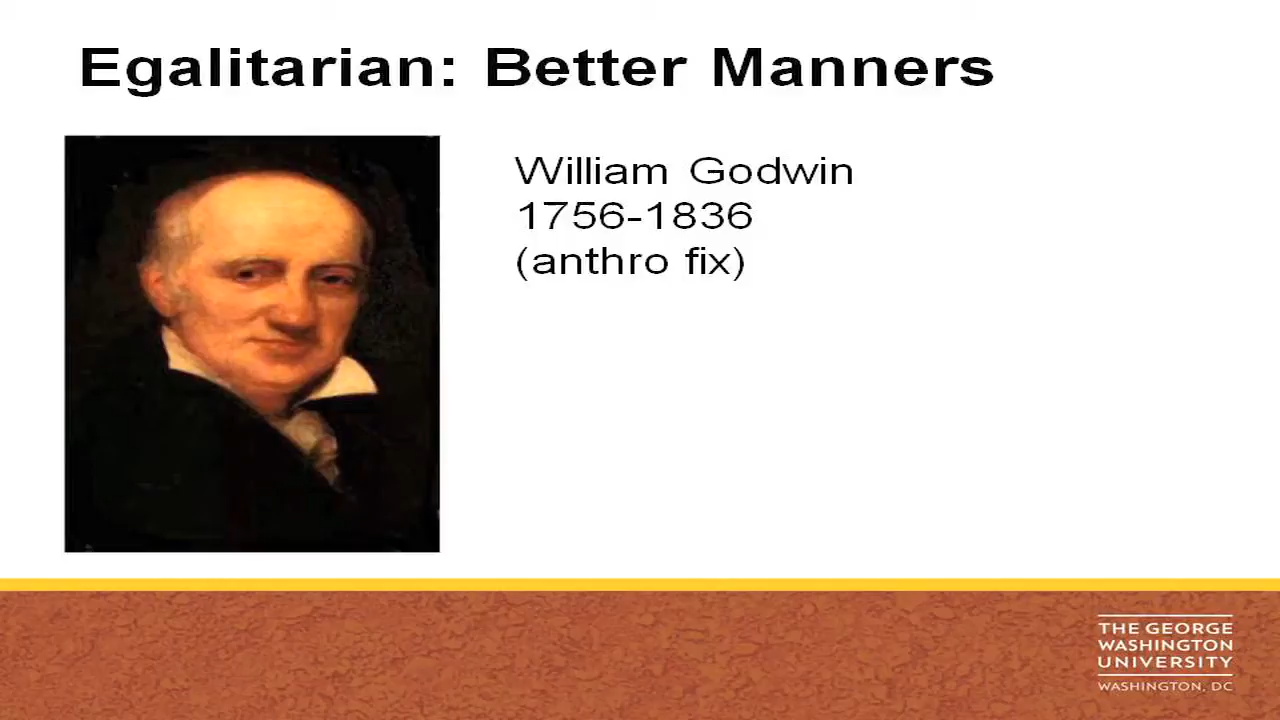 Egalitarian: Better Manners
William Godwin
1756-1836
(anthro fix)
THE GEORGE
WASHINGTON
UNIVERSITY
WASHINGTON, DC